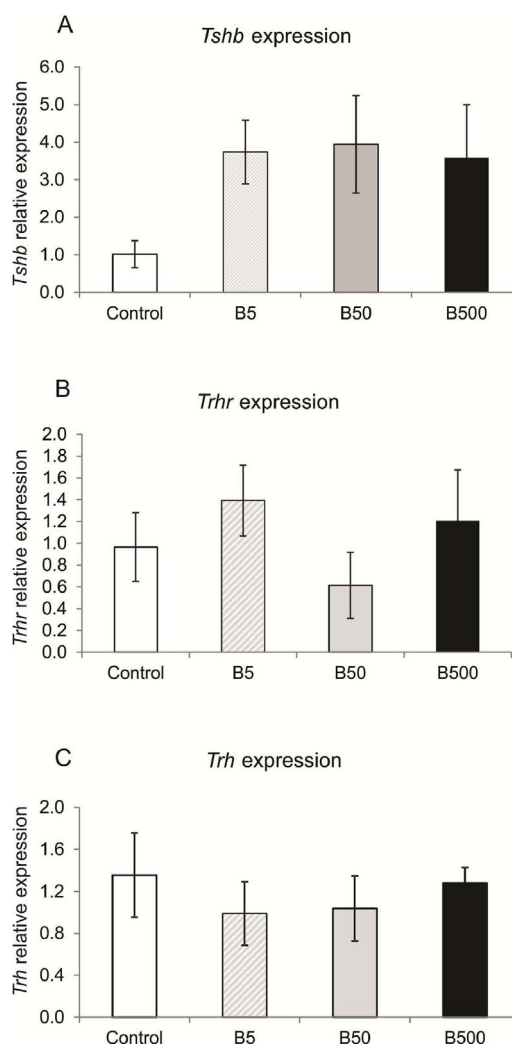 A
Tshb expression
Tshb relative expression
6.0
5.0
4.0
3.0
2.0
1.0
0.0
Control B5 B50 B500
B
Trhr expression
Trhr relative expression
2.0
1.8
1.6
1.4
1.2
1.0
0.8
0.6
0.4
0.2
0.0
Control B5 B50 B500
C
Trh expression
Trh relative expression
2.0
1.6
1.2
0.8
0.4
0.0
Control B5 B50 B500